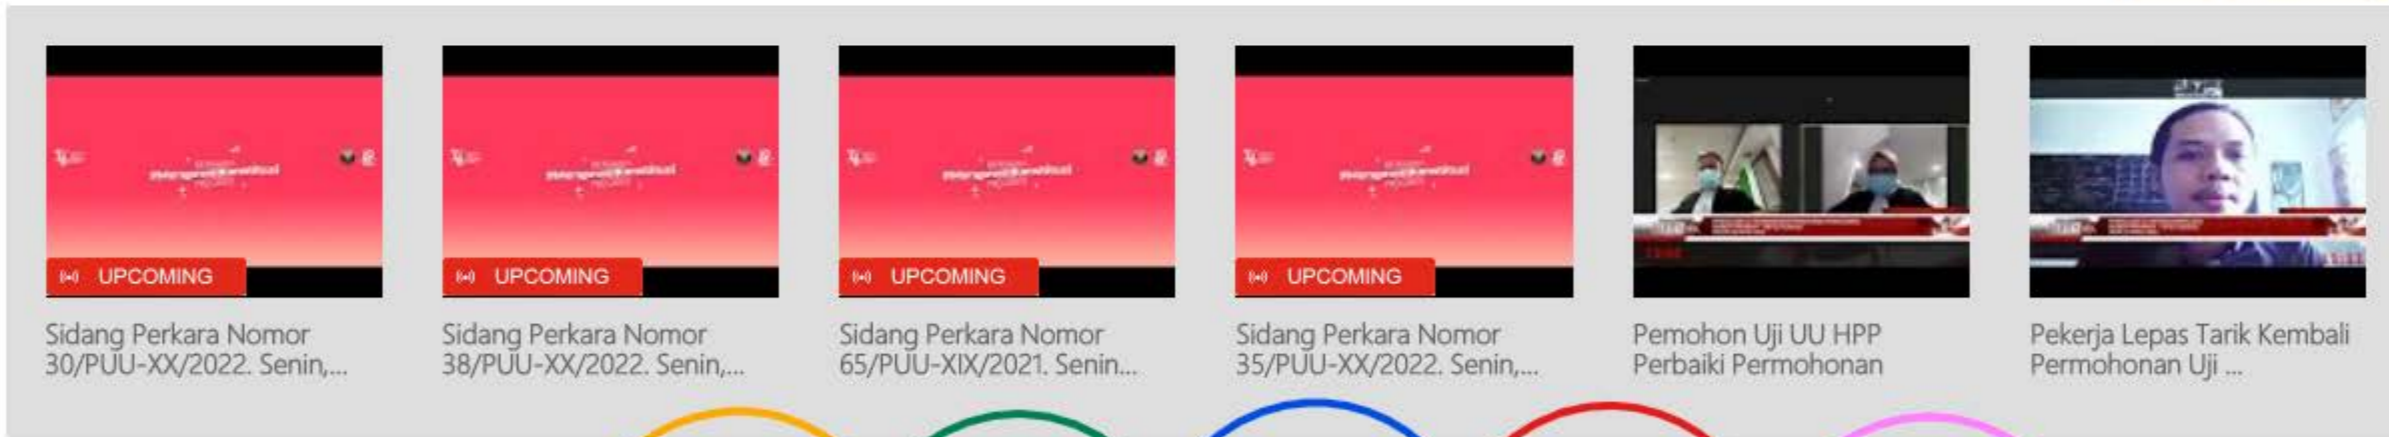 UPCOMING
UPCOMING
UPCOMING
UPCOMING
Sidang Perkara Nomor
30/PUU-XX/2022. Senin,...
Sidang Perkara Nomor
38/PUU-XX/2022. Senin,...
Sidang Perkara Nomor
65/PUU-XIX/2021. Senin...
Sidang Perkara Nomor
35/PUU-XX/2022. Senin,...
Pemohon Uji UU HPP
Perbaiki Permohonan
Pekerja Lepas Tarik Kembali
Permohonan Uji ...